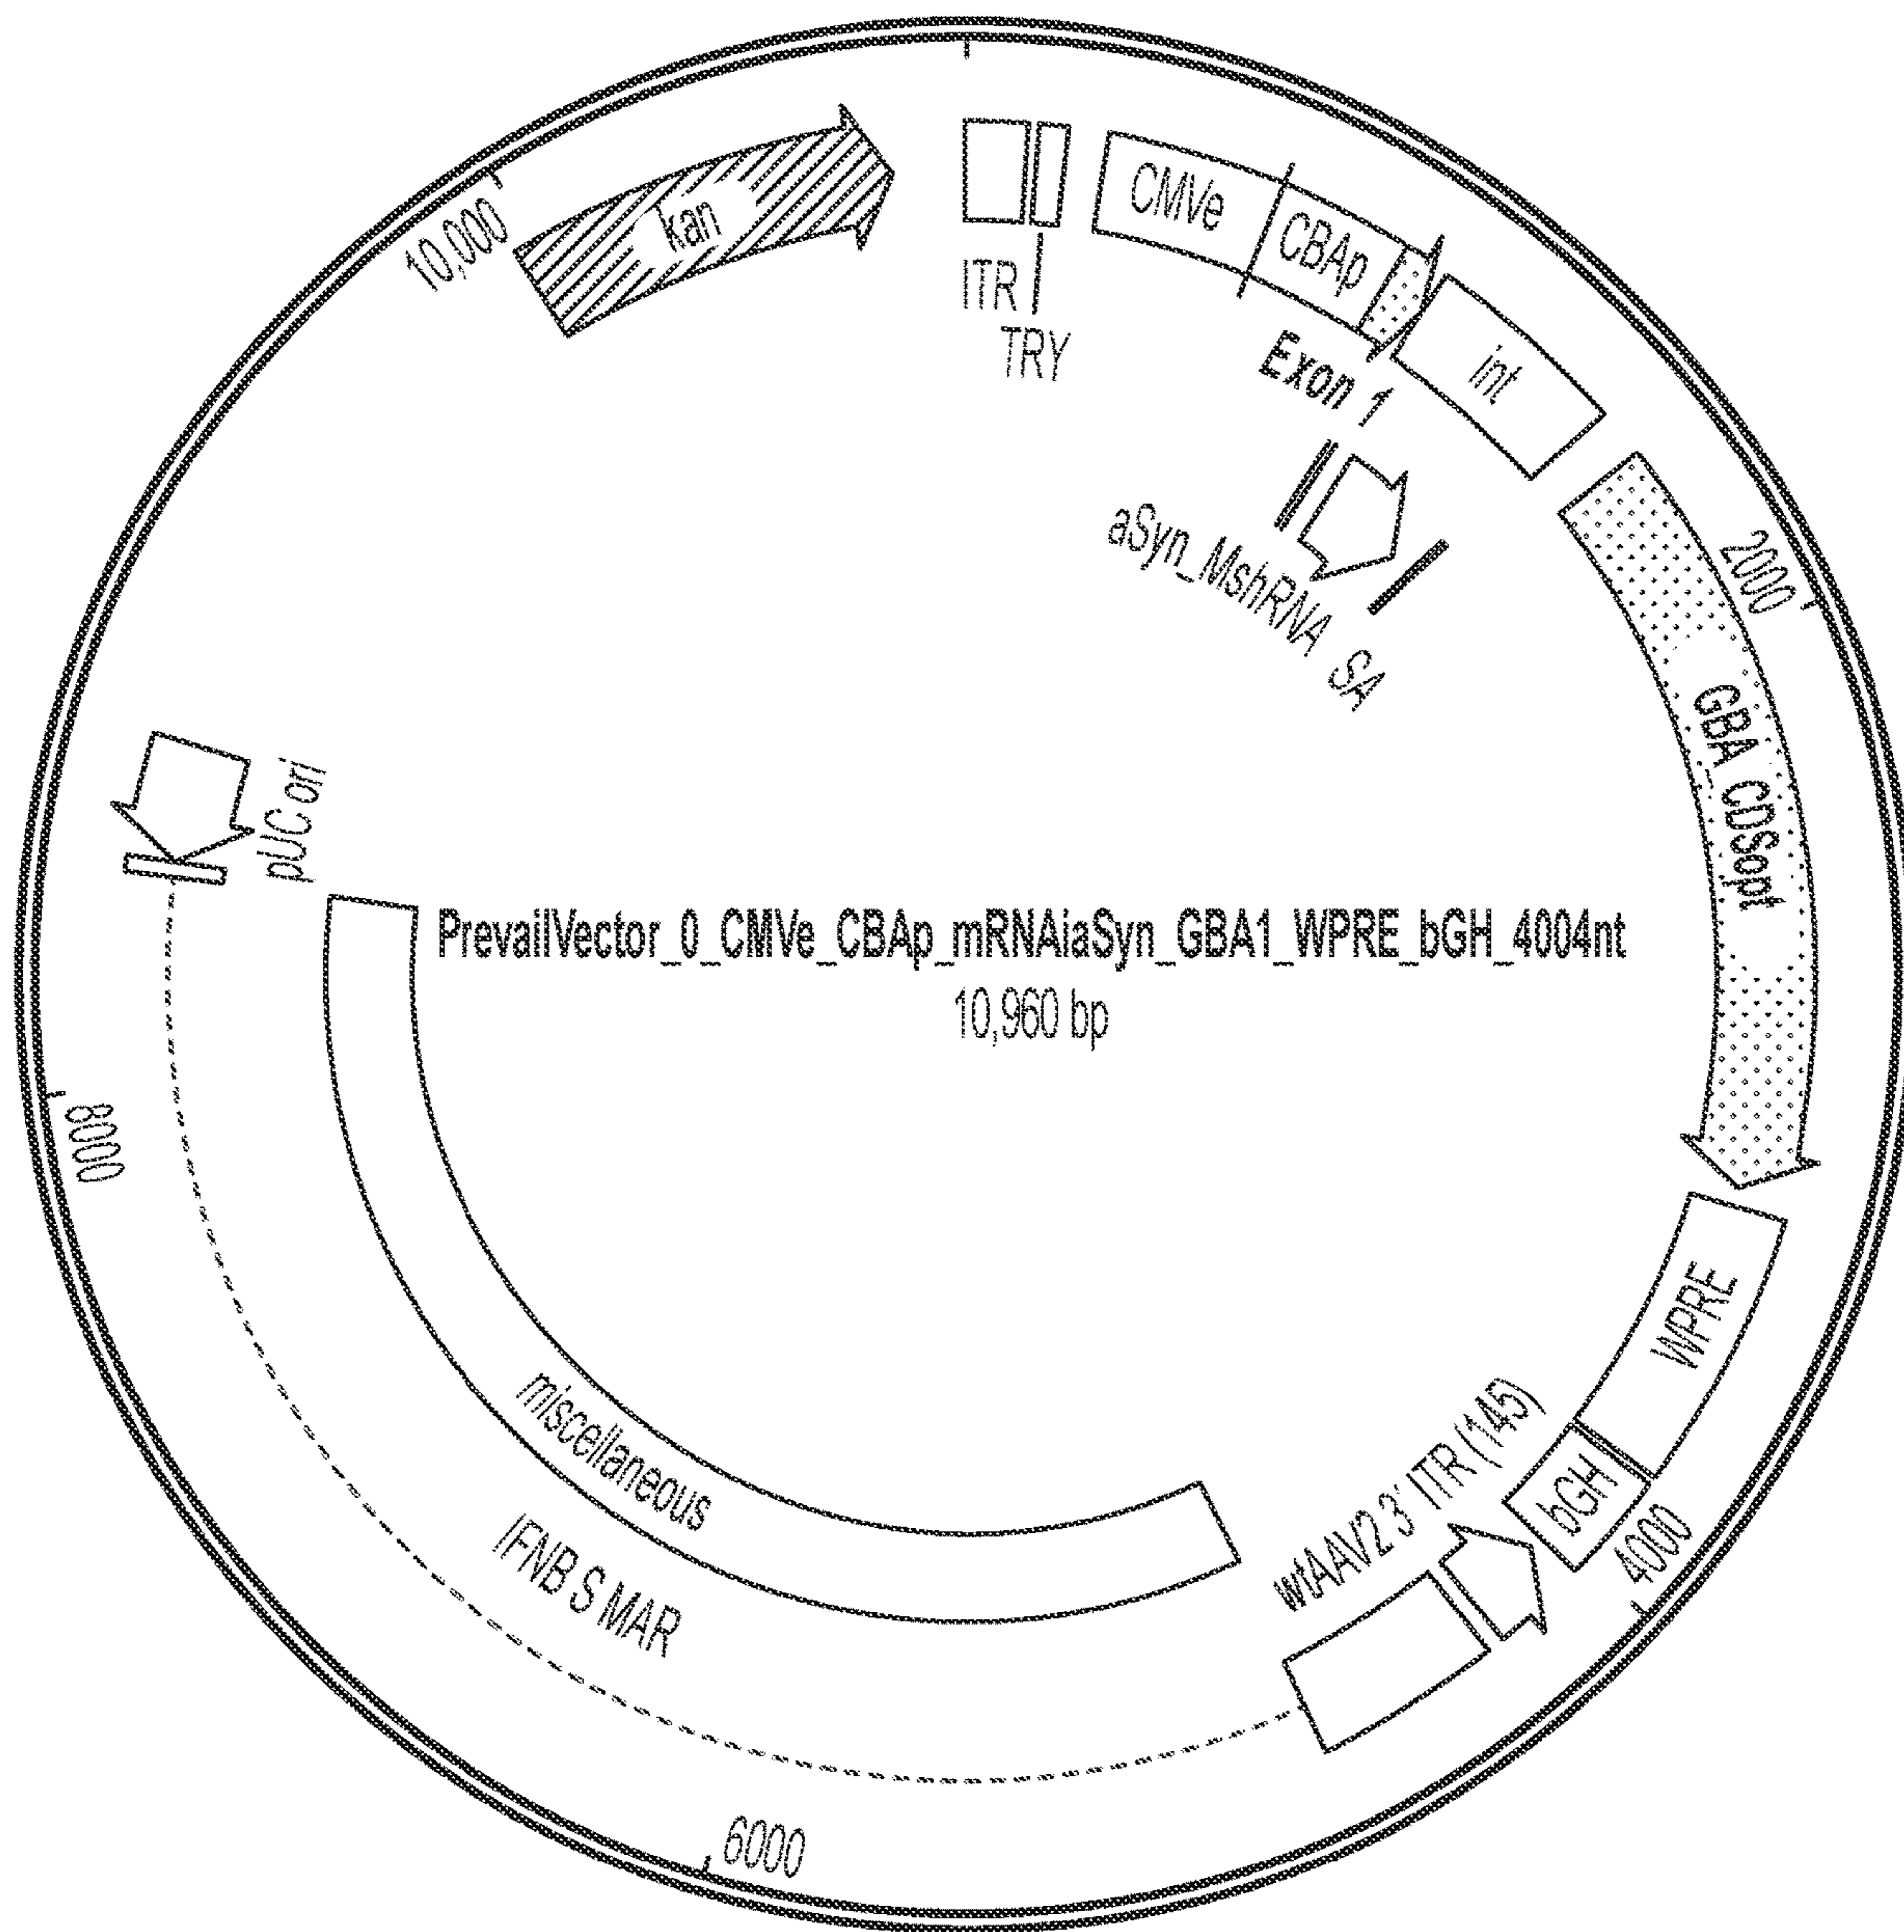 kan
10,000
ITR
TRY
CMVe
CBAp
Exon 1
int
aSyn_MshRNA
SA
2000
GBA_CDSopt
pUC ori
PrevailVector_0_CMVe_CBAp_mRNAiaSyn_GBA1_WPRE_bGH_4004nt
10,960 bp
8000
WPRE
bGH
4000
wtAAV2 3' ITR (145)
miscellaneous
IFNB S MAR
6000